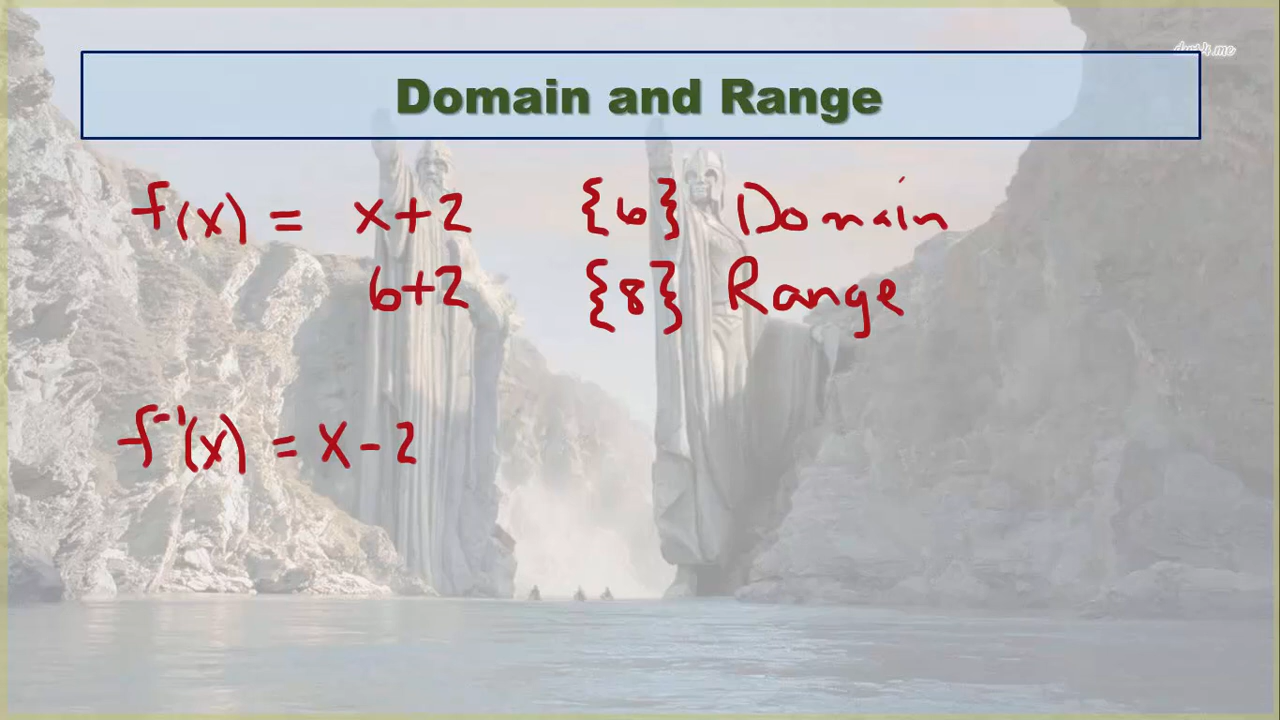 Domain and Range
f(x) = x+2 {6} Domain
6+2 {8} Range
f⁻¹(x) = x-2